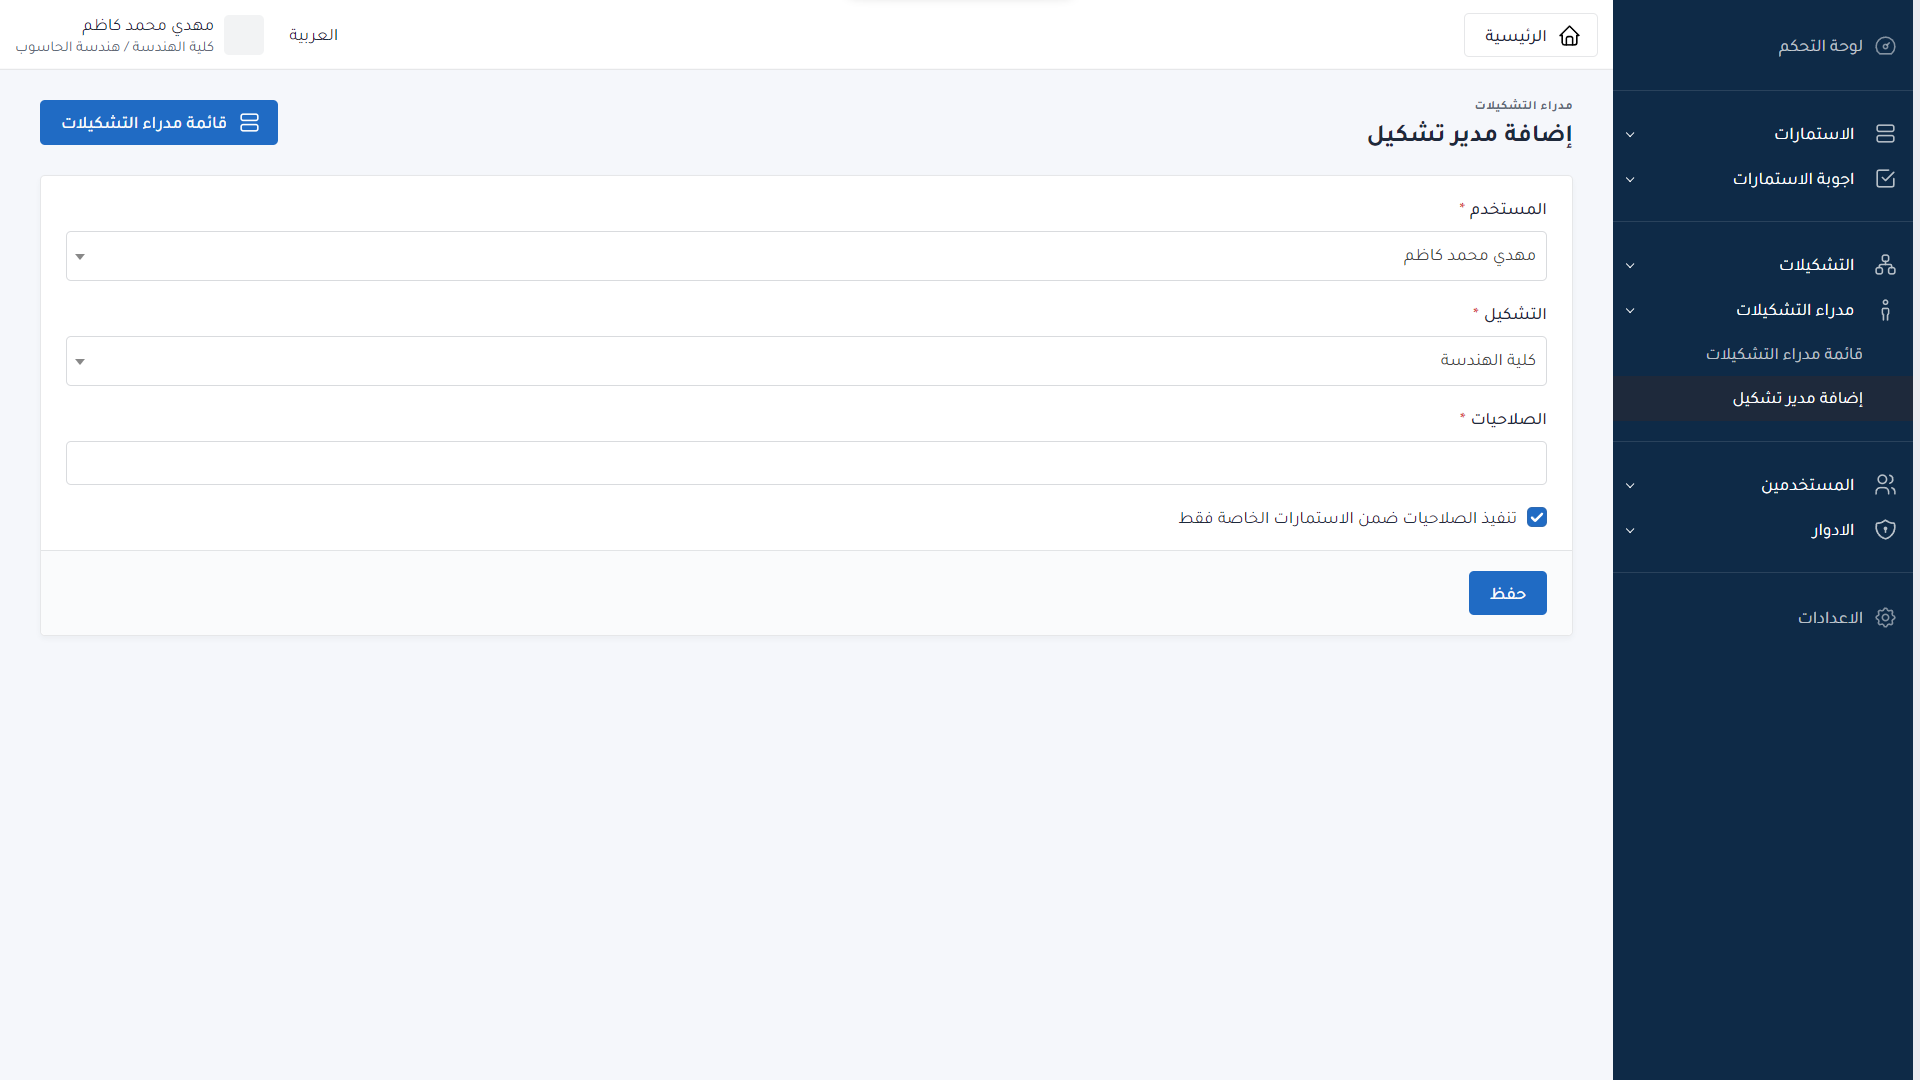 لوحة التحكم
الاستمارات
اجوبة الاستمارات
التشكيلات
مدراء التشكيلات
قائمة مدراء التشكيلات
إضافة مدير تشكيل
المستخدمين
الادوار
الاعدادات
الرئيسية
العربية
مهدي محمد كاظم
كلية الهندسة / هندسة الحاسوب
مدراء التشكيلات
إضافة مدير تشكيل
قائمة مدراء التشكيلات
المستخدم *
مهدي محمد كاظم
التشكيل *
كلية الهندسة
الصلاحيات *
تنفيذ الصلاحيات ضمن الاستمارات الخاصة فقط
حفظ